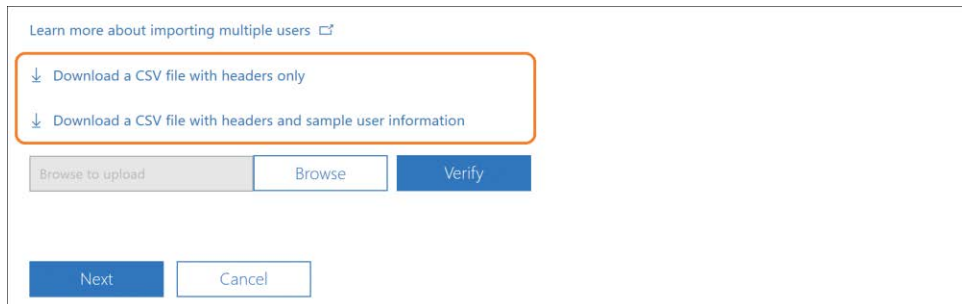 Learn more about importing multiple users
Download a CSV file with headers only
Download a CSV file with headers and sample user information
Browse to upload Browse Verify
Next Cancel